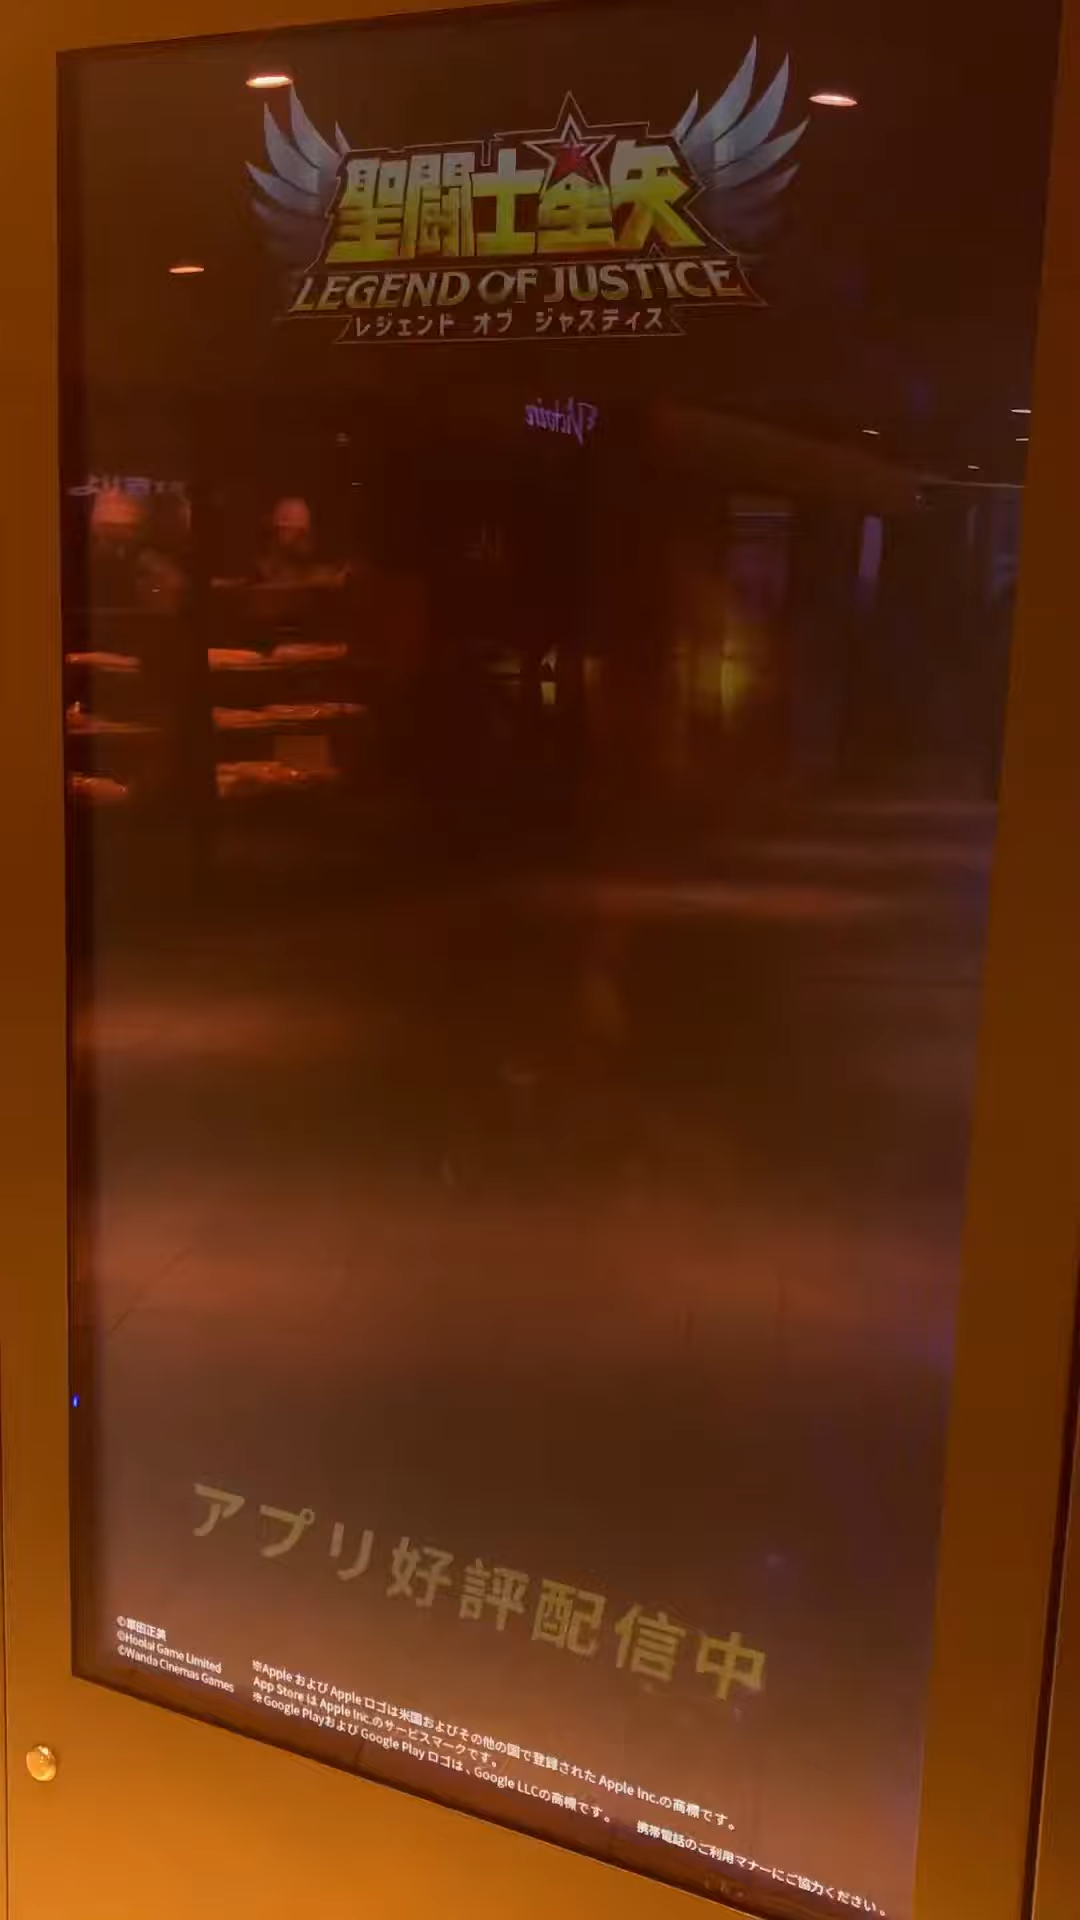 聖闘士星矢
LEGEND OF JUSTICE
レジェンド オブ ジャスティス
アプリ好評配信中
©車田正美
©Hoolai Game Limited
©Wanda Cinemas Games
※Apple および Apple ロゴは米国およびその他の国で登録された Apple Inc.の商標です。
App Store は Apple Inc.のサービスマークです。
※Google Playおよび Google Play ロゴは、Google LLCの商標です。
携帯電話のご利用マナーにご協力ください。